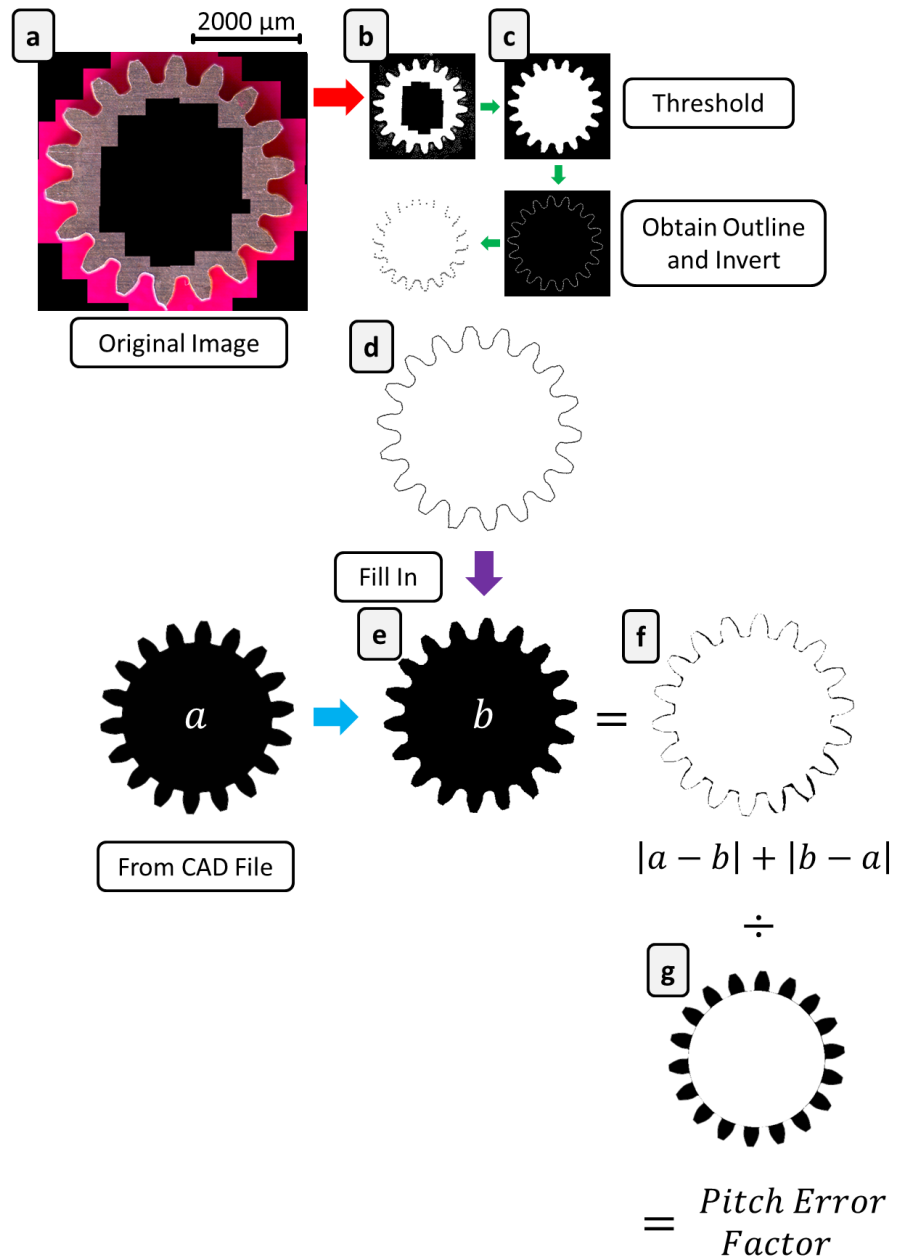 2000 μm
a
b
c
Threshold
Obtain Outline
and Invert
Original Image
d
Fill In
e
f
a
b
=
From CAD File
|a − b| + |b − a|
÷
g
= Pitch Error
Factor